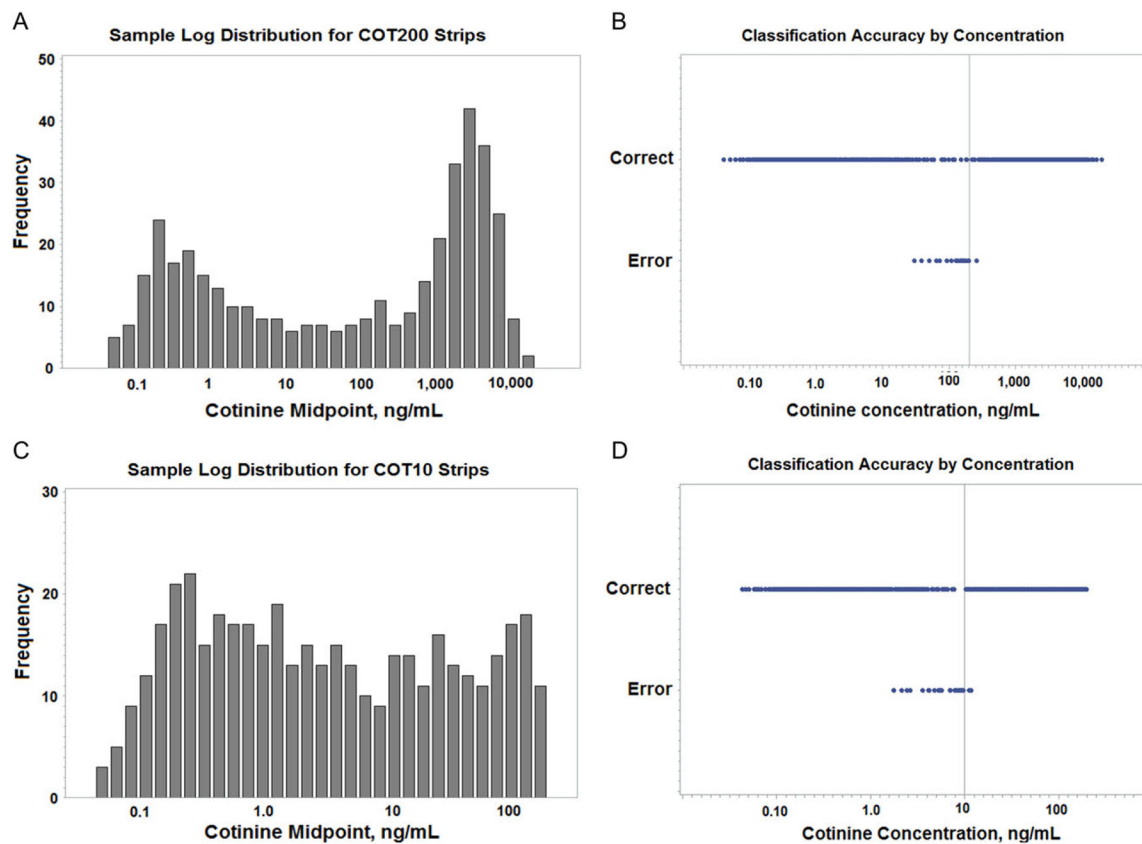 A
Sample Log Distribution for COT200 Strips
50
40
30
20
10
0
Frequency
0.1 1 10 100 1,000 10,000
Cotinine Midpoint, ng/mL
B
Classification Accuracy by Concentration
Correct
Error
0.10 1.0 10 100 1,000 10,000
Cotinine concentration, ng/mL
C
Sample Log Distribution for COT10 Strips
30
20
10
0
Frequency
0.1 1.0 10 100
Cotinine Midpoint, ng/mL
D
Classification Accuracy by Concentration
Correct
Error
0.10 1.0 10 100
Cotinine Concentration, ng/mL